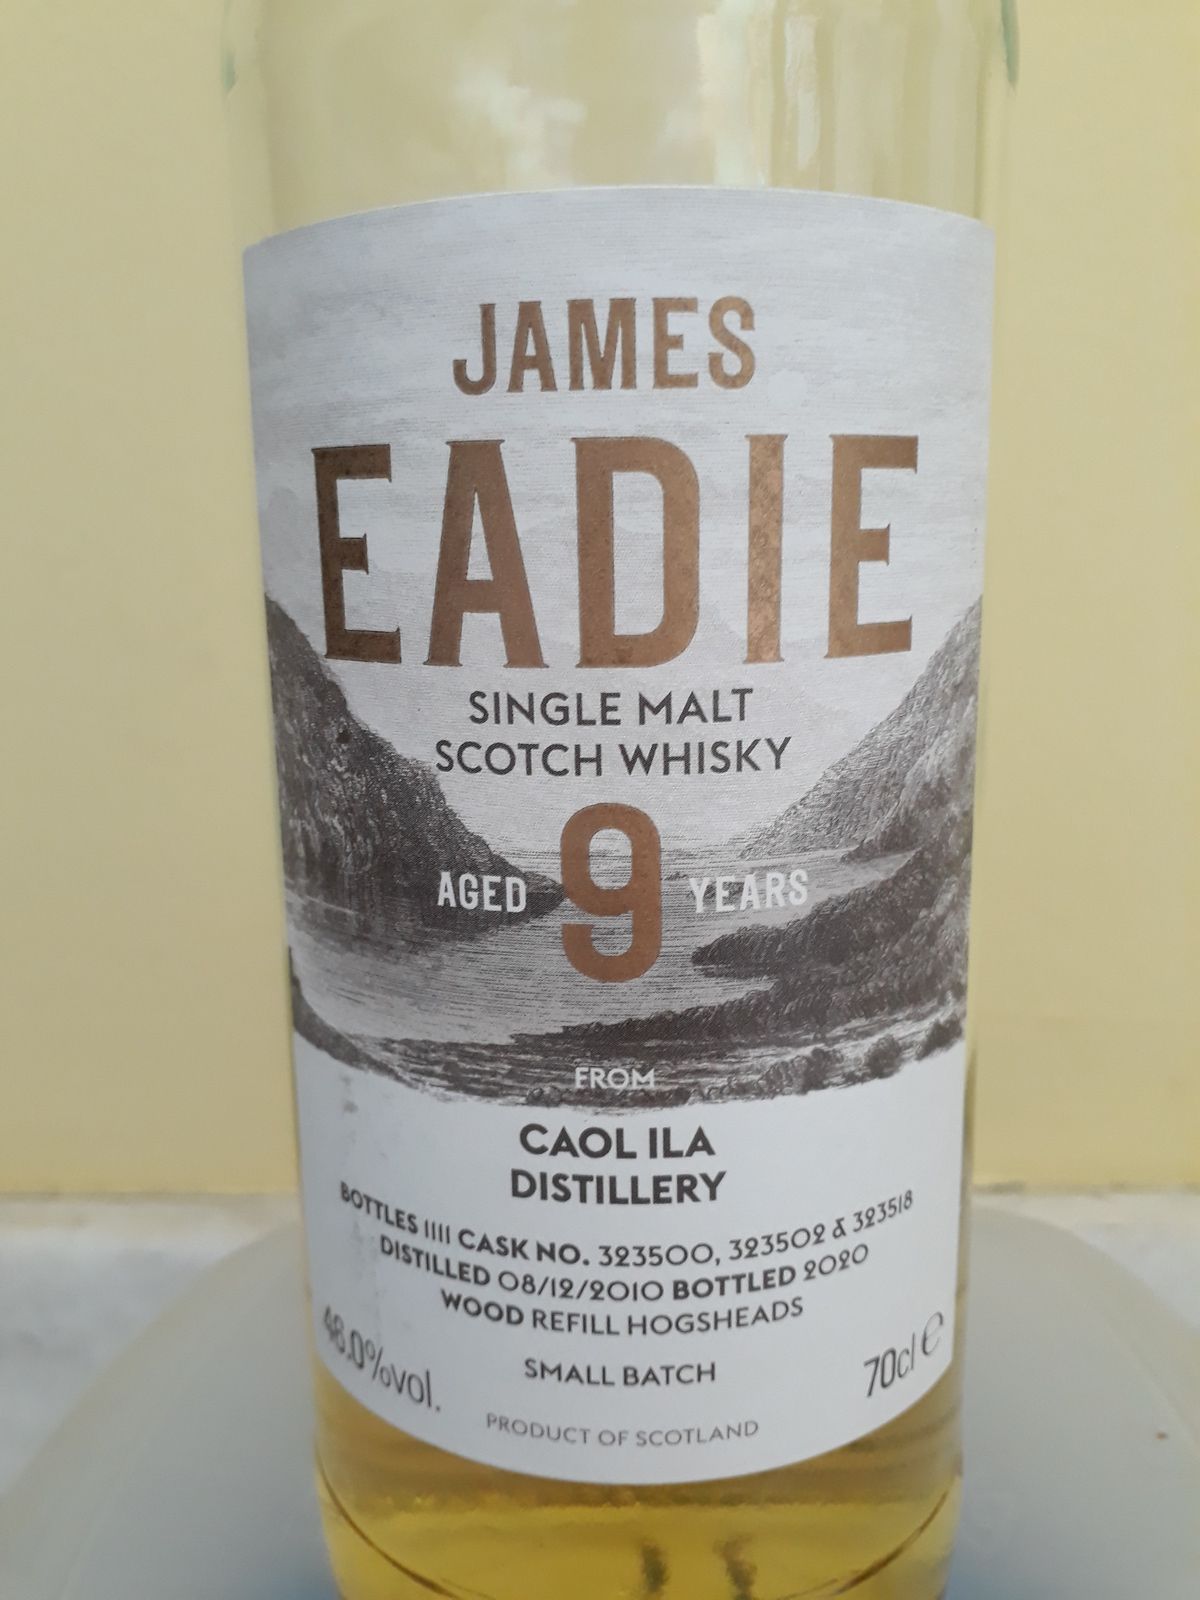 JAMES
EADIE
SINGLE MALT
SCOTCH WHISKY
AGED 9 YEARS
FROM
CAOL ILA
DISTILLERY
BOTTLES 1111 CASK NO. 323500, 323502 & 323518
DISTILLED 08/12/2010 BOTTLED 2020
WOOD REFILL HOGSHEADS
46.0%vol. SMALL BATCH 70cl e
PRODUCT OF SCOTLAND